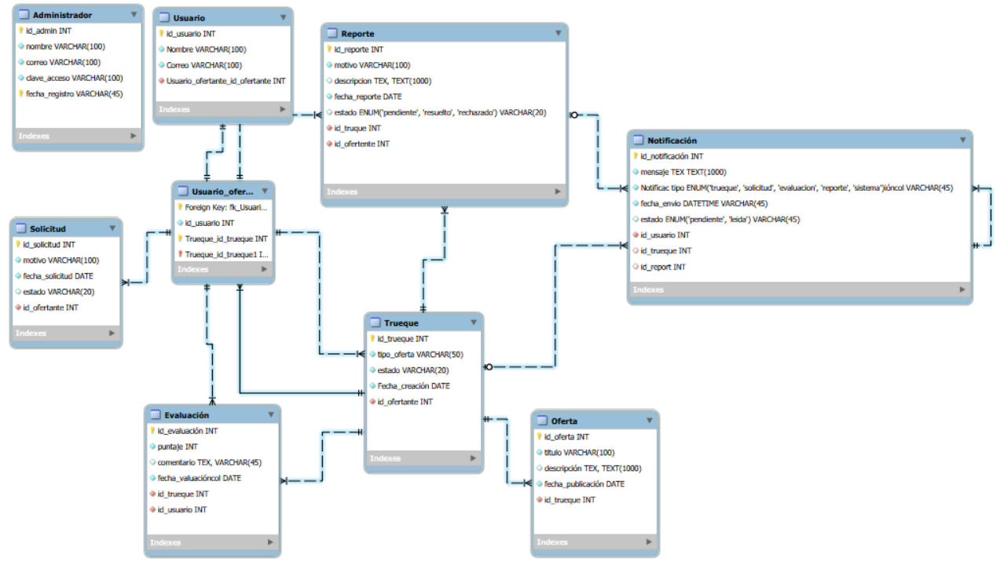 Administrador
id_admin INT
nombre VARCHAR(100)
correo VARCHAR(100)
clave_acceso VARCHAR(100)
fecha_registro VARCHAR(45)
Indexes
Usuario
id_usuario INT
Nombre VARCHAR(100)
Correo VARCHAR(100)
Usuario_ofertante_id_ofertante INT
Indexes
Reporte
id_reporte INT
motivo VARCHAR(100)
descripcion TEX, TEXT(1000)
fecha_reporte DATE
estado ENUM('pendiente', 'resuelto', 'rechazado') VARCHAR(20)
id_truque INT
id_ofertente INT
Indexes
Notificación
id_notificación INT
mensaje TEX TEXT(1000)
Notificac tipo ENUM('trueque', 'solicitud', 'evaluacion', 'reporte', 'sistema')ióncol VARCHAR(45)
fecha_envio DATETIME VARCHAR(45)
estado ENUM('pendiente', 'leida') VARCHAR(45)
id_usuario INT
id_trueque INT
id_report INT
Indexes
Usuario_ofer...
Foreign Key: fk_Usuari...
id_usuario INT
Trueque_id_trueque INT
Trueque_id_trueque1 I...
Indexes
Solicitud
id_solicitud INT
motivo VARCHAR(100)
fecha_solicitud DATE
estado VARCHAR(20)
id_ofertante INT
Indexes
Trueque
id_trueque INT
tipo_oferta VARCHAR(50)
estado VARCHAR(20)
Fecha_creación DATE
id_ofertante INT
Indexes
Evaluación
id_evaluación INT
puntaje INT
comentario TEX, VARCHAR(45)
fecha_valuacióncol DATE
id_trueque INT
id_usuario INT
Indexes
Oferta
id_oferta INT
titulo VARCHAR(100)
descripción TEX, TEXT(1000)
fecha_publicación DATE
id_trueque INT
Indexes